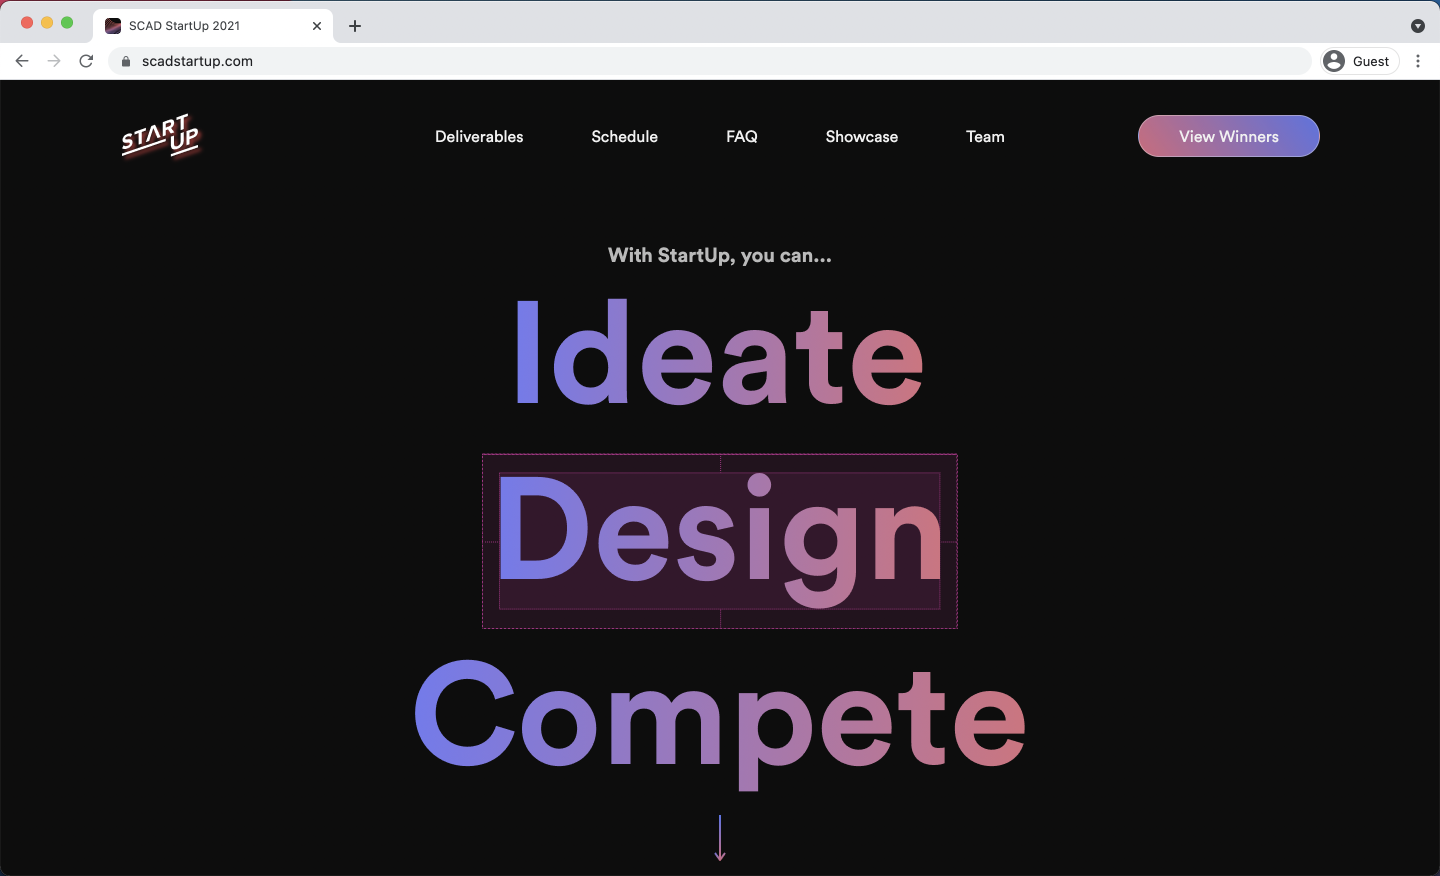 SCAD StartUp 2021
scadstartup.com
Guest
START UP
Deliverables
Schedule
FAQ
Showcase
Team
View Winners
With StartUp, you can...
Ideate
Design
Compete